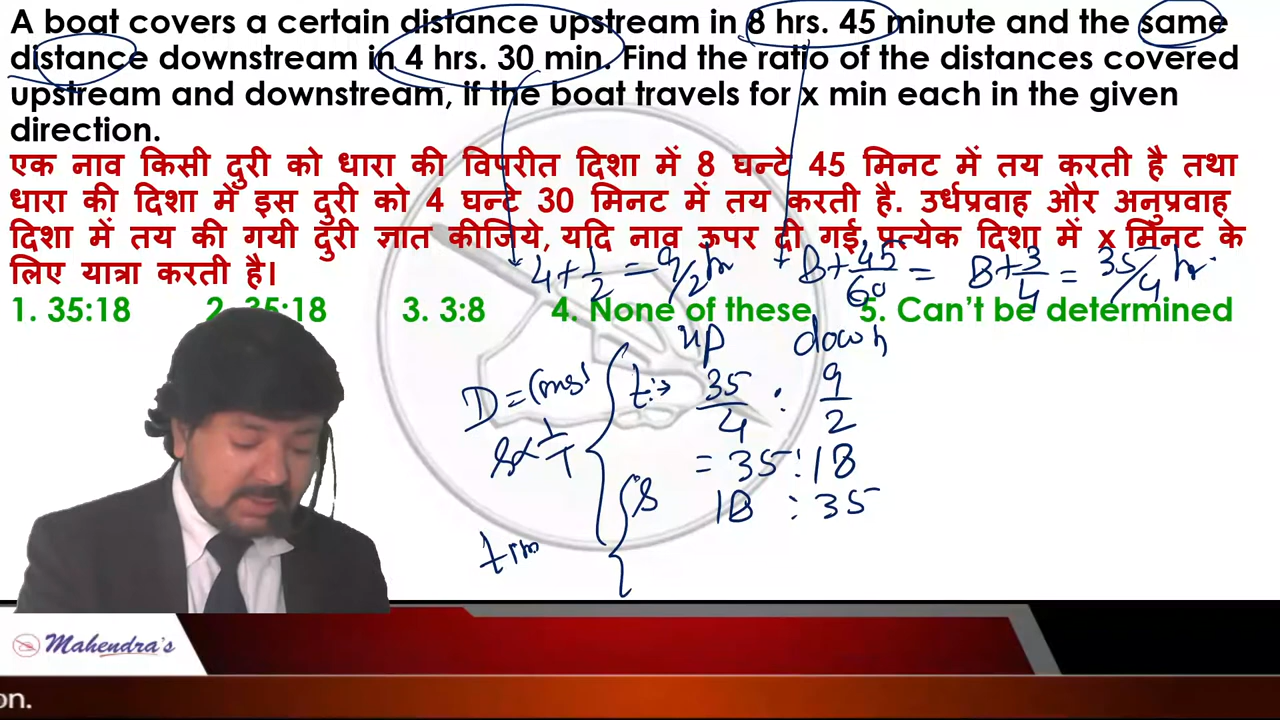 A boat covers a certain distance upstream in 8 hrs. 45 minute and the same
distance downstream in 4 hrs. 30 min. Find the ratio of the distances covered
upstream and downstream, if the boat travels for x min each in the given
direction.
एक नाव किसी दुरी को धारा की विपरीत दिशा में 8 घन्टे 45 मिनट में तय करती है तथा
धारा की दिशा में इस दुरी को 4 घन्टे 30 मिनट में तय करती है. उर्धप्रवाह और अनुप्रवाह
दिशा में तय की गयी दुरी ज्ञात कीजिये, यदि नाव ऊपर दी गई, प्रत्येक दिशा में x मिनट के
लिए यात्रा करती है।
4 + 1/2 = 9/2 hr 8 + 45/60 = 8 + 3/4 = 35/4 hr.
1. 35:18 2. 35:18 3. 3:8 4. None of these 5. Can’t be determined
up down
D = Const t :→ 35/4 : 9/2
S ∝ 1/T = 35 : 18
S 18 : 35
tim
Mahendra's
on.